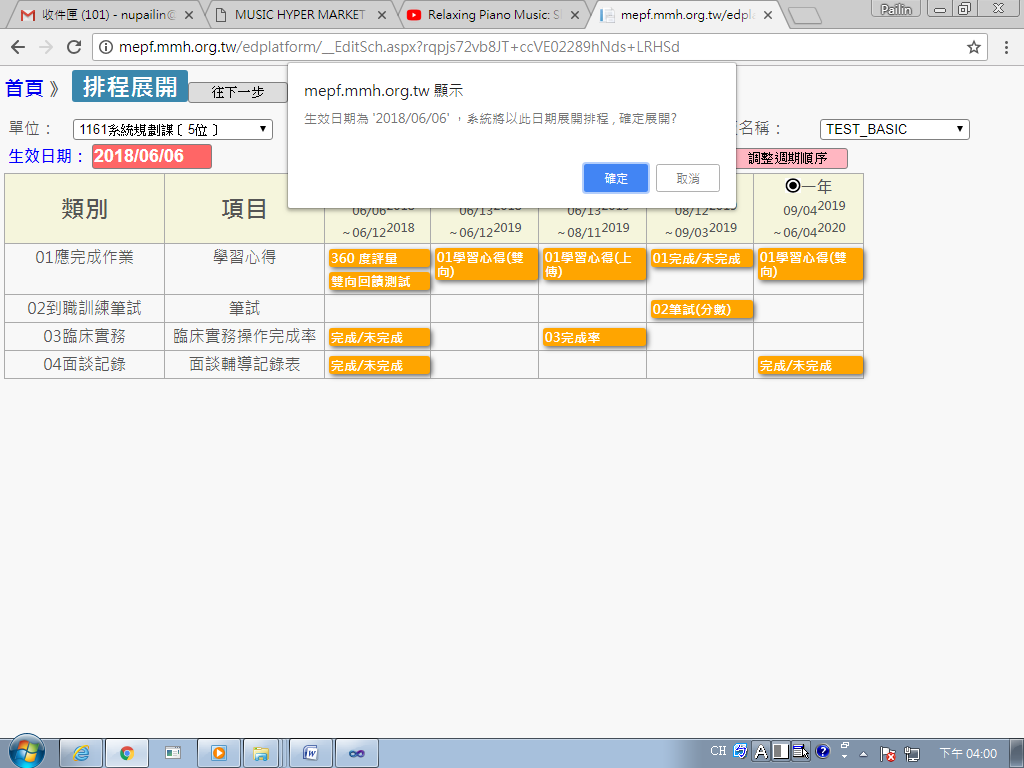 收件匣 (101) - nupailin@
MUSIC HYPER MARKET
Relaxing Piano Music: S
mepf.mmh.org.tw/edpl
Pailin
mepf.mmh.org.tw/edplatform/__EditSch.aspx?rqpjs72vb8JT+ccVE02289hNds+LRHSd
首頁 》 排程展開 往下一步
mepf.mmh.org.tw 顯示
生效日期為 '2018/06/06' ，系統將以此日期展開排程 , 確定展開?
確定 取消
單位： 1161系統規劃課〔 5位 〕 名稱： TEST_BASIC
生效日期： 2018/06/06 調整週期順序
類別 項目 一年
06/06 2018 06/13 2018 06/13 2019 08/12 2019 09/04 2019
~06/12 2018 ~06/12 2019 ~08/11 2019 ~09/03 2019 ~06/04 2020
01應完成作業 學習心得 360 度評量 01學習心得(雙向) 01學習心得(上傳) 01完成/未完成 01學習心得(雙向)
雙向回饋測試
02到職訓練筆試 筆試 02筆試(分數)
03臨床實務 臨床實務操作完成率 完成/未完成 03完成率
04面談記錄 面談輔導記錄表 完成/未完成 完成/未完成
CH 下午 04:00